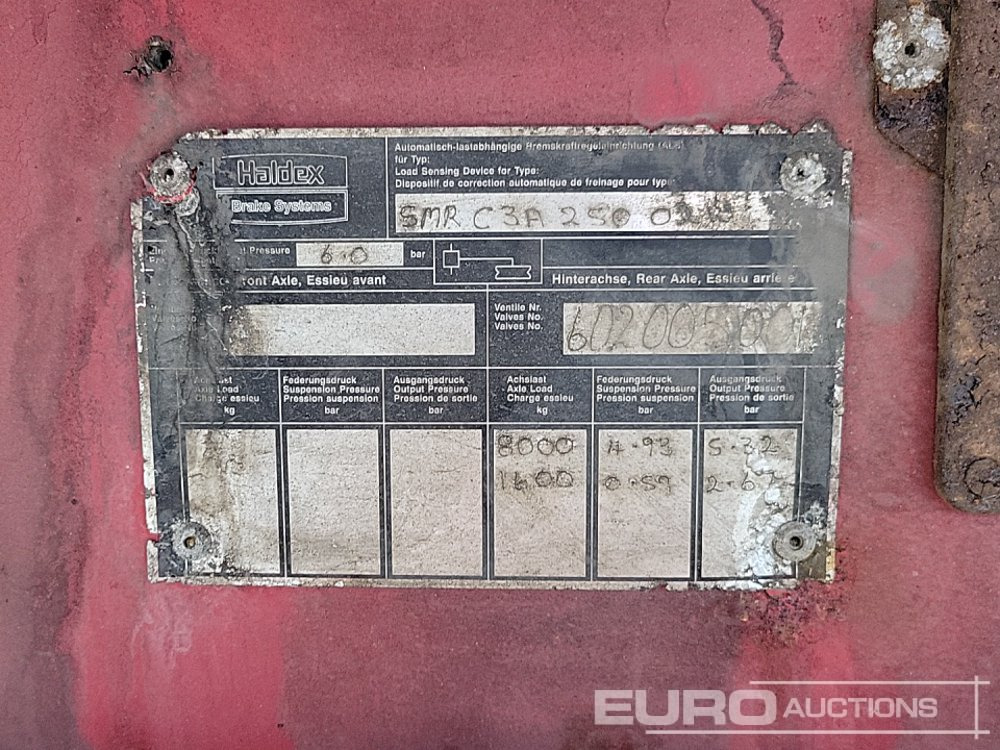 Haldex
Brake Systems
Automatisch-lastabhängige Bremskraftregeleinrichtung (ALB)
für Typ:
Load Sensing Device for Type:
Dispositif de correction automatique de freinage pour type
SMR C3A 250
Pressure 6.0 bar
Front Axle, Essieu avant
Hinterachse, Rear Axle, Essieu arrière
Ventile Nr.
Valves No.
Valves No.
602005001
Achslast
Axle Load
Charge essieu
kg
Federungsdruck
Suspension Pressure
Pression suspension
bar
Ausgangsdruck
Output Pressure
Pression de sortie
bar
Achslast
Axle Load
Charge essieu
kg
Federungsdruck
Suspension Pressure
Pression suspension
bar
Ausgangsdruck
Output Pressure
Pression de sortie
bar
8000 4.93 5.32
1600 0.59 2.67
EURO AUCTIONS